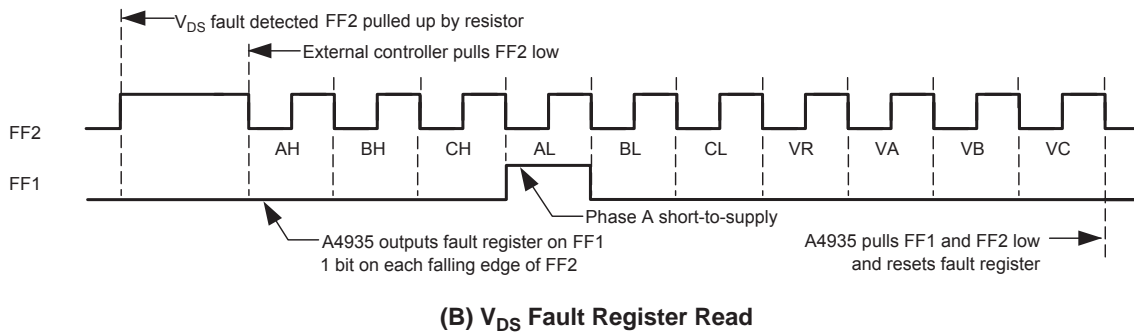 V_DS fault detected FF2 pulled up by resistor
External controller pulls FF2 low
FF2
AH BH CH AL BL CL VR VA VB VC
FF1
Phase A short-to-supply
A4935 outputs fault register on FF1
1 bit on each falling edge of FF2
A4935 pulls FF1 and FF2 low
and resets fault register
(B) V_DS Fault Register Read